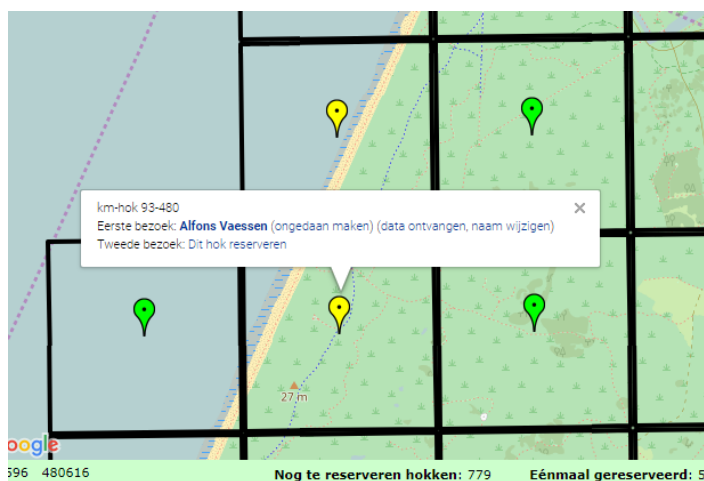 km-hok 93-480
Eerste bezoek: Alfons Vaessen (ongedaan maken) (data ontvangen, naam wijzigen)
Tweede bezoek: Dit hok reserveren
27 m
oogle
596 480616 Nog te reserveren hokken: 779 Eénmaal gereserveerd: 5